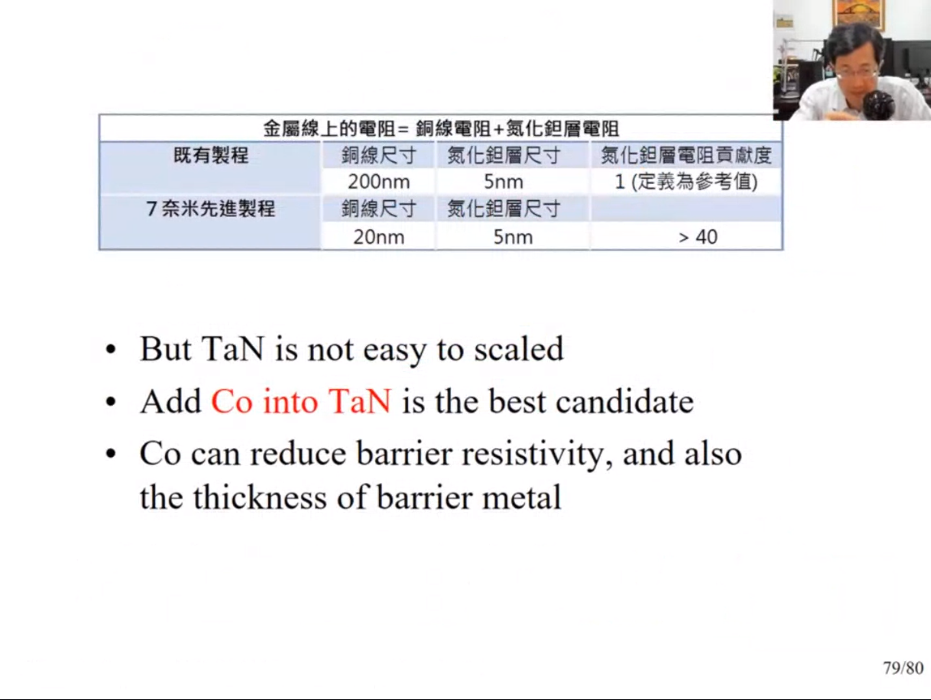 金屬線上的電阻= 銅線電阻+氮化鉭層電阻
既有製程 銅線尺寸 氮化鉭層尺寸 氮化鉭層電阻貢獻度
200nm 5nm 1 (定義為參考值)
7 奈米先進製程 銅線尺寸 氮化鉭層尺寸
20nm 5nm > 40
• But TaN is not easy to scaled
• Add Co into TaN is the best candidate
• Co can reduce barrier resistivity, and also
the thickness of barrier metal
79/80